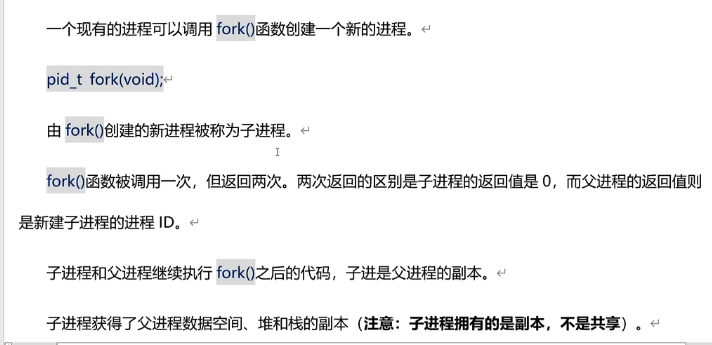 一个现有的进程可以调用 fork()函数创建一个新的进程。
pid_t fork(void);
由 fork()创建的新进程被称为子进程。
fork()函数被调用一次，但返回两次。两次返回的区别是子进程的返回值是 0，而父进程的返回值则
是新建子进程的进程 ID。
子进程和父进程继续执行 fork()之后的代码，子进是父进程的副本。
子进程获得了父进程数据空间、堆和栈的副本（注意：子进程拥有的是副本，不是共享）。